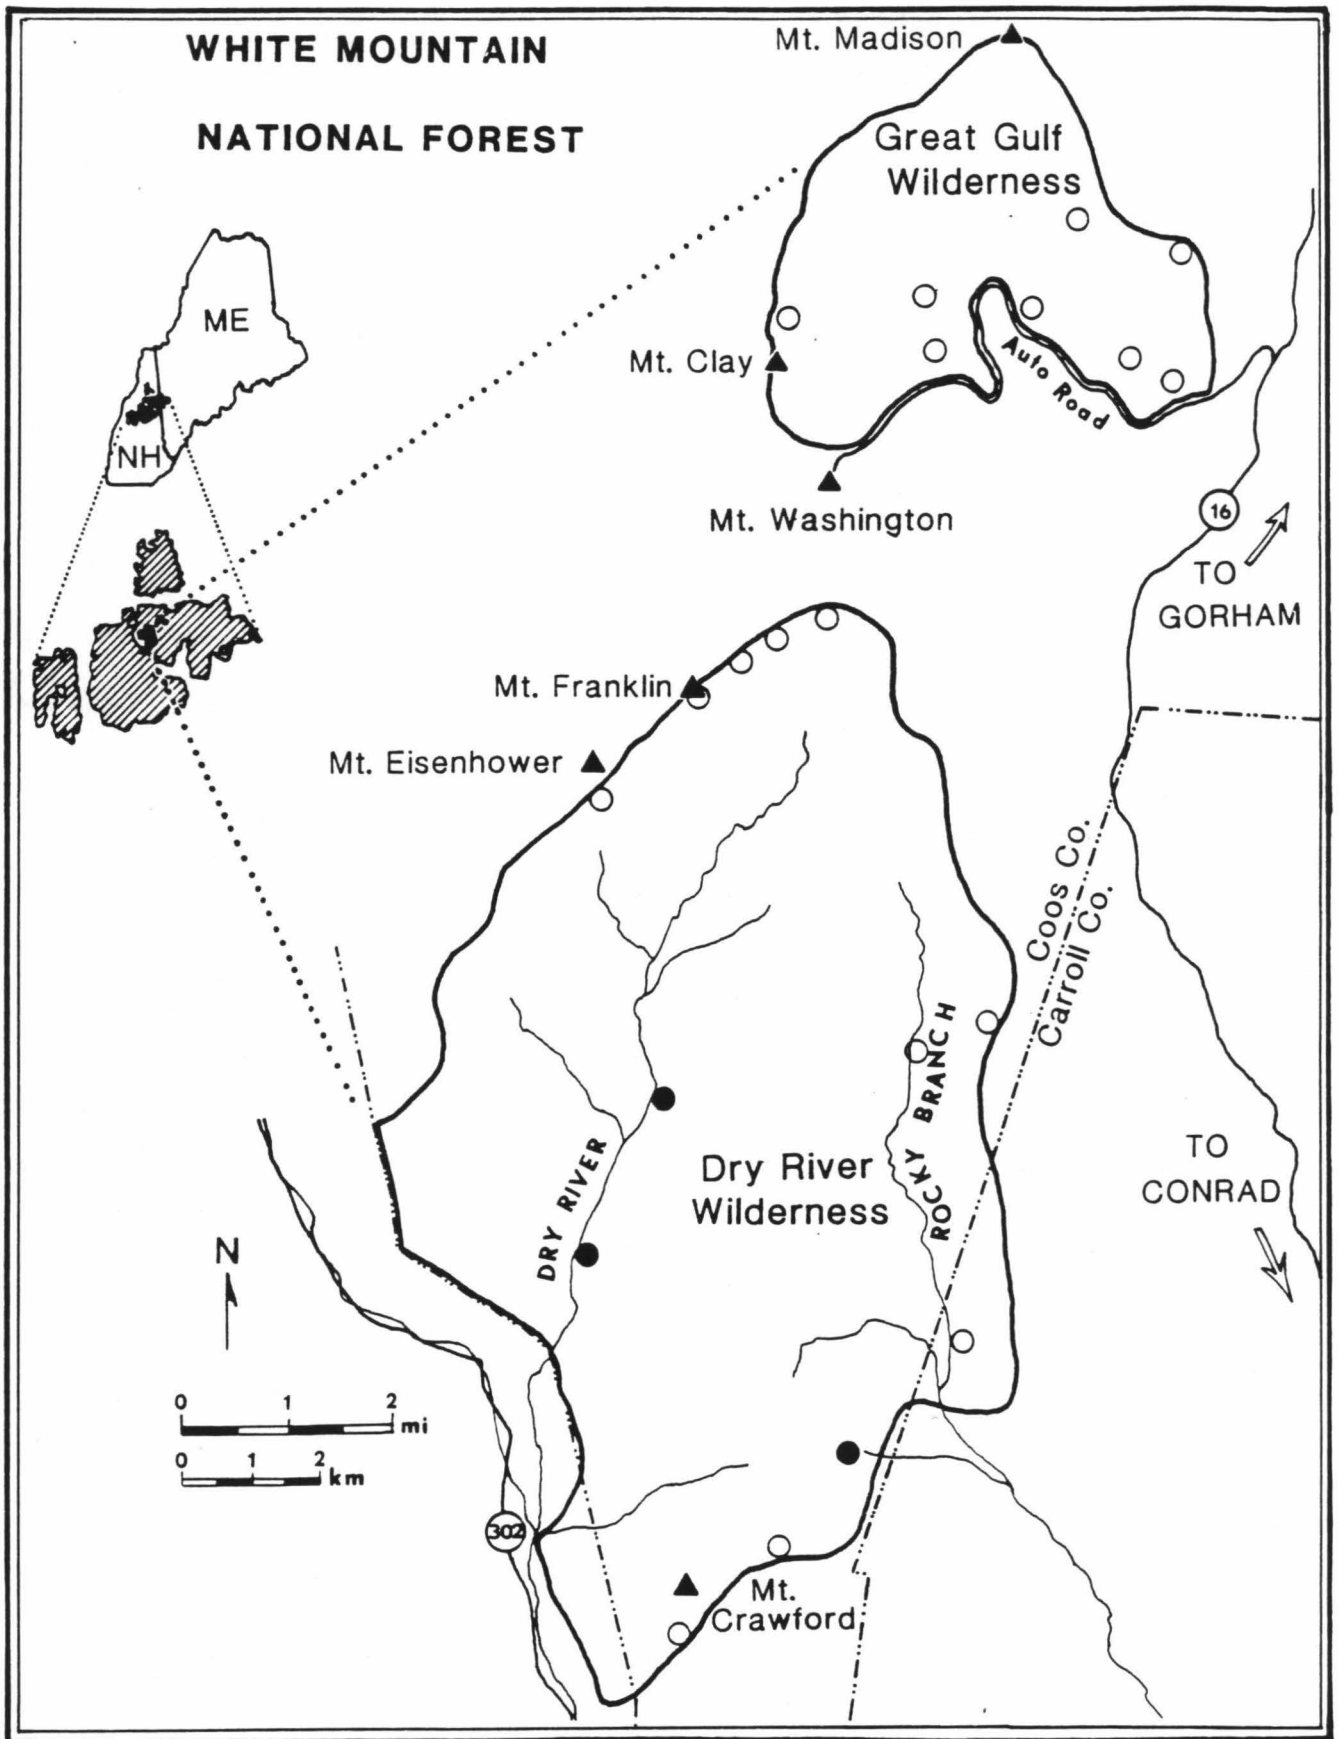 WHITE MOUNTAIN
NATIONAL FOREST
Mt. Madison
Great Gulf
Wilderness
ME
NH
Mt. Clay
Auto Road
Mt. Washington
16
TO
GORHAM
Mt. Franklin
Mt. Eisenhower
Coos Co.
Carroll Co.
ROCKY BRANCH
DRY RIVER
Dry River
Wilderness
TO
CONRAD
N
0 1 2
mi
0 1 2
km
302
Mt.
Crawford